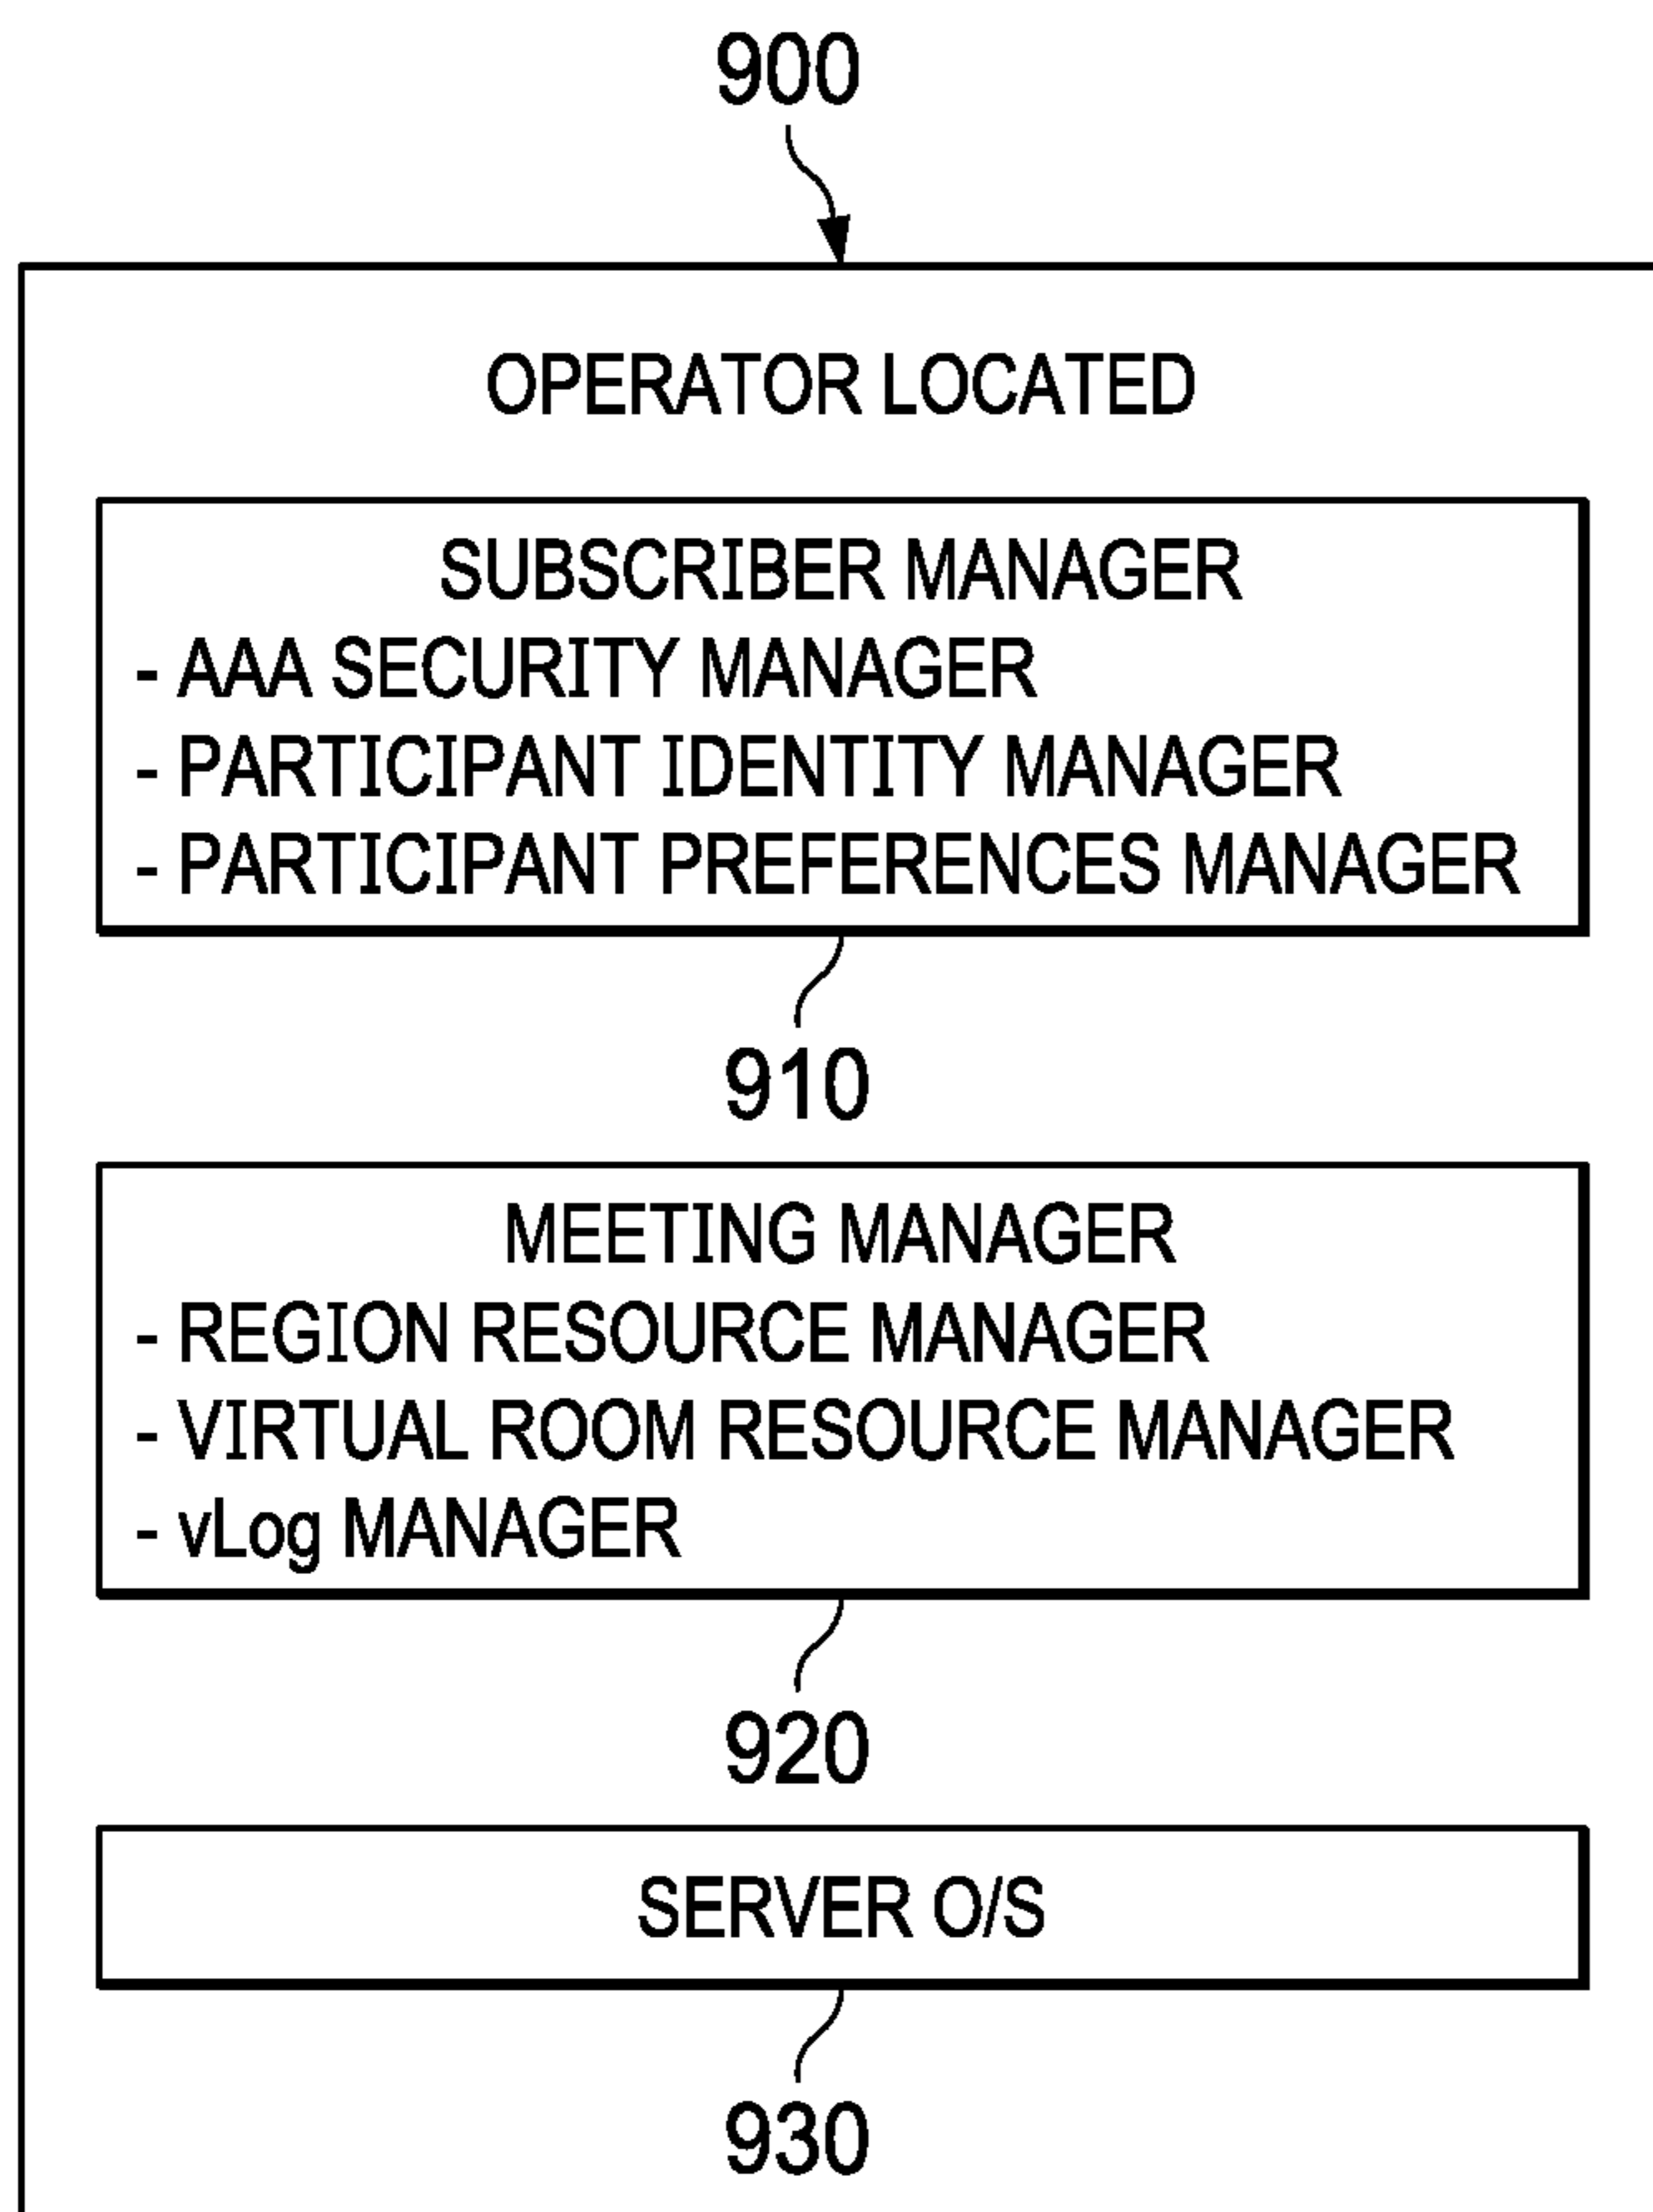 900
OPERATOR LOCATED
SUBSCRIBER MANAGER
- AAA SECURITY MANAGER
- PARTICIPANT IDENTITY MANAGER
- PARTICIPANT PREFERENCES MANAGER
910
MEETING MANAGER
- REGION RESOURCE MANAGER
- VIRTUAL ROOM RESOURCE MANAGER
- vLog MANAGER
920
SERVER O/S
930